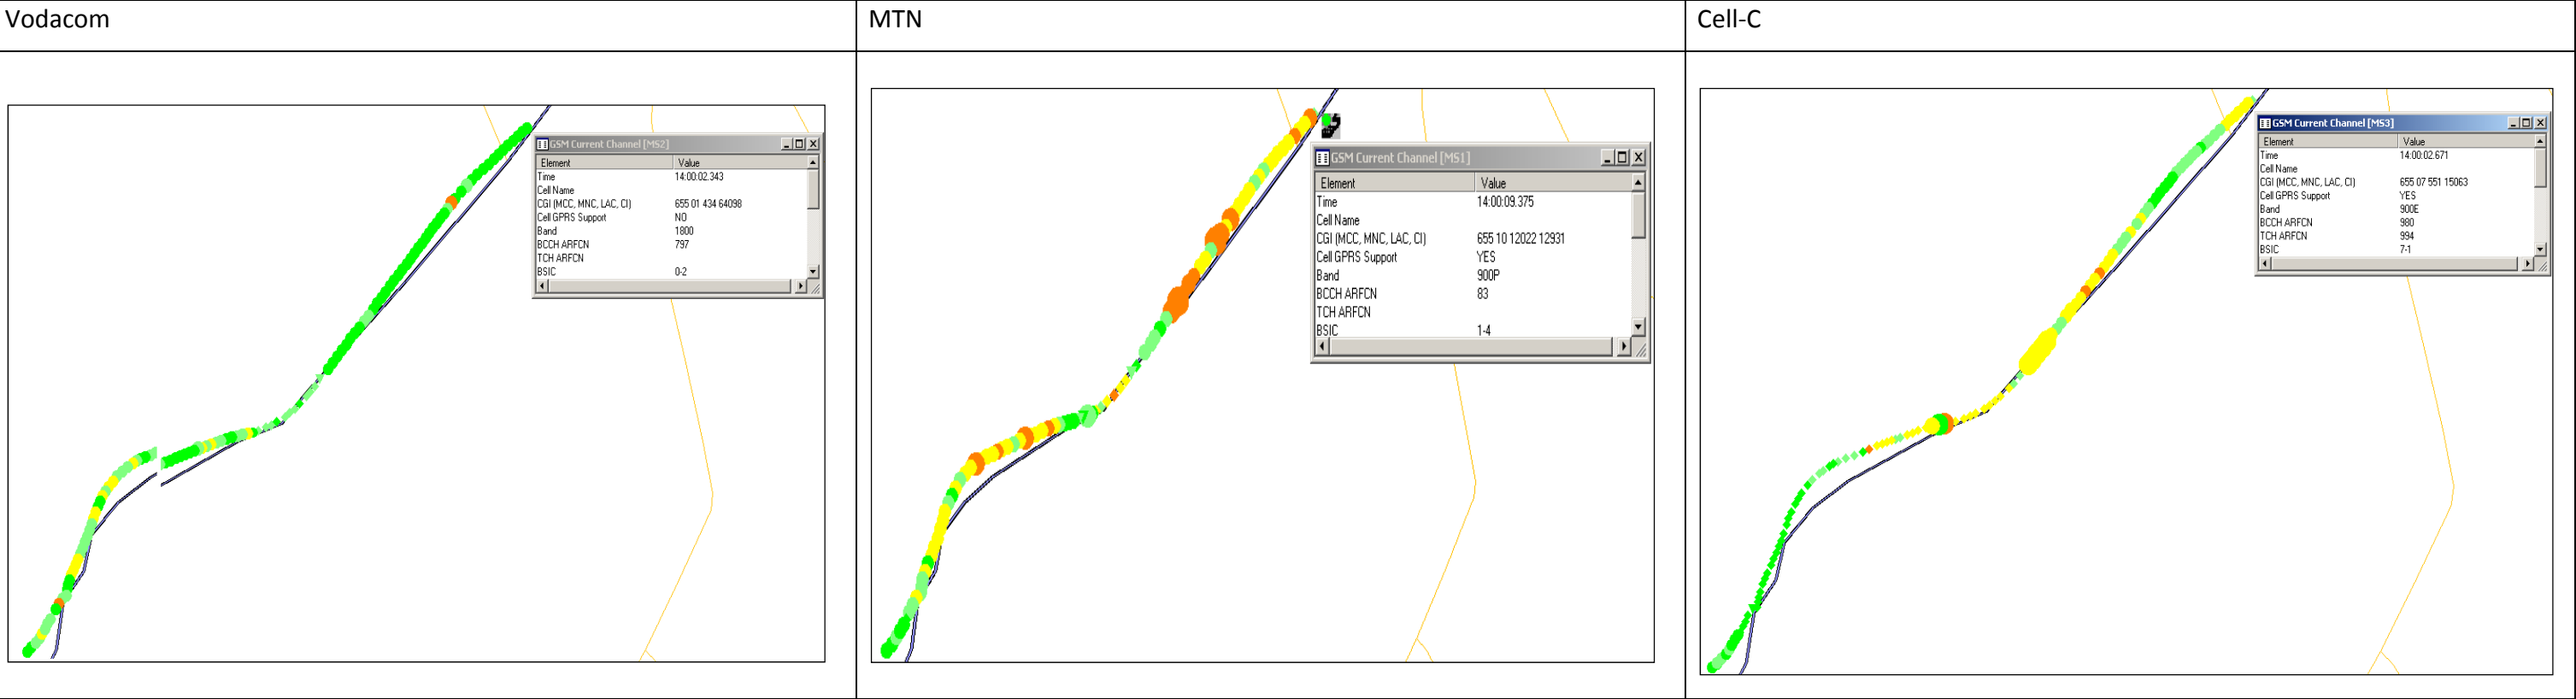 Vodacom
MTN
Cell-C
GSM Current Channel [MS2]
Element Value
Time 14:00:02.343
Cell Name
CGI (MCC, MNC, LAC, CI) 655 01 434 64098
Cell GPRS Support NO
Band 1800
BCCH ARFCN 797
TCH ARFCN
BSIC 0-2
GSM Current Channel [MS1]
Element Value
Time 14:00:09.375
Cell Name
CGI (MCC, MNC, LAC, CI) 655 10 12022 12931
Cell GPRS Support YES
Band 900P
BCCH ARFCN 83
TCH ARFCN
BSIC 1-4
GSM Current Channel [MS3]
Element Value
Time 14:00:02.671
Cell Name
CGI (MCC, MNC, LAC, CI) 655 07 551 15063
Cell GPRS Support YES
Band 900E
BCCH ARFCN 980
TCH ARFCN 994
BSIC 7-1